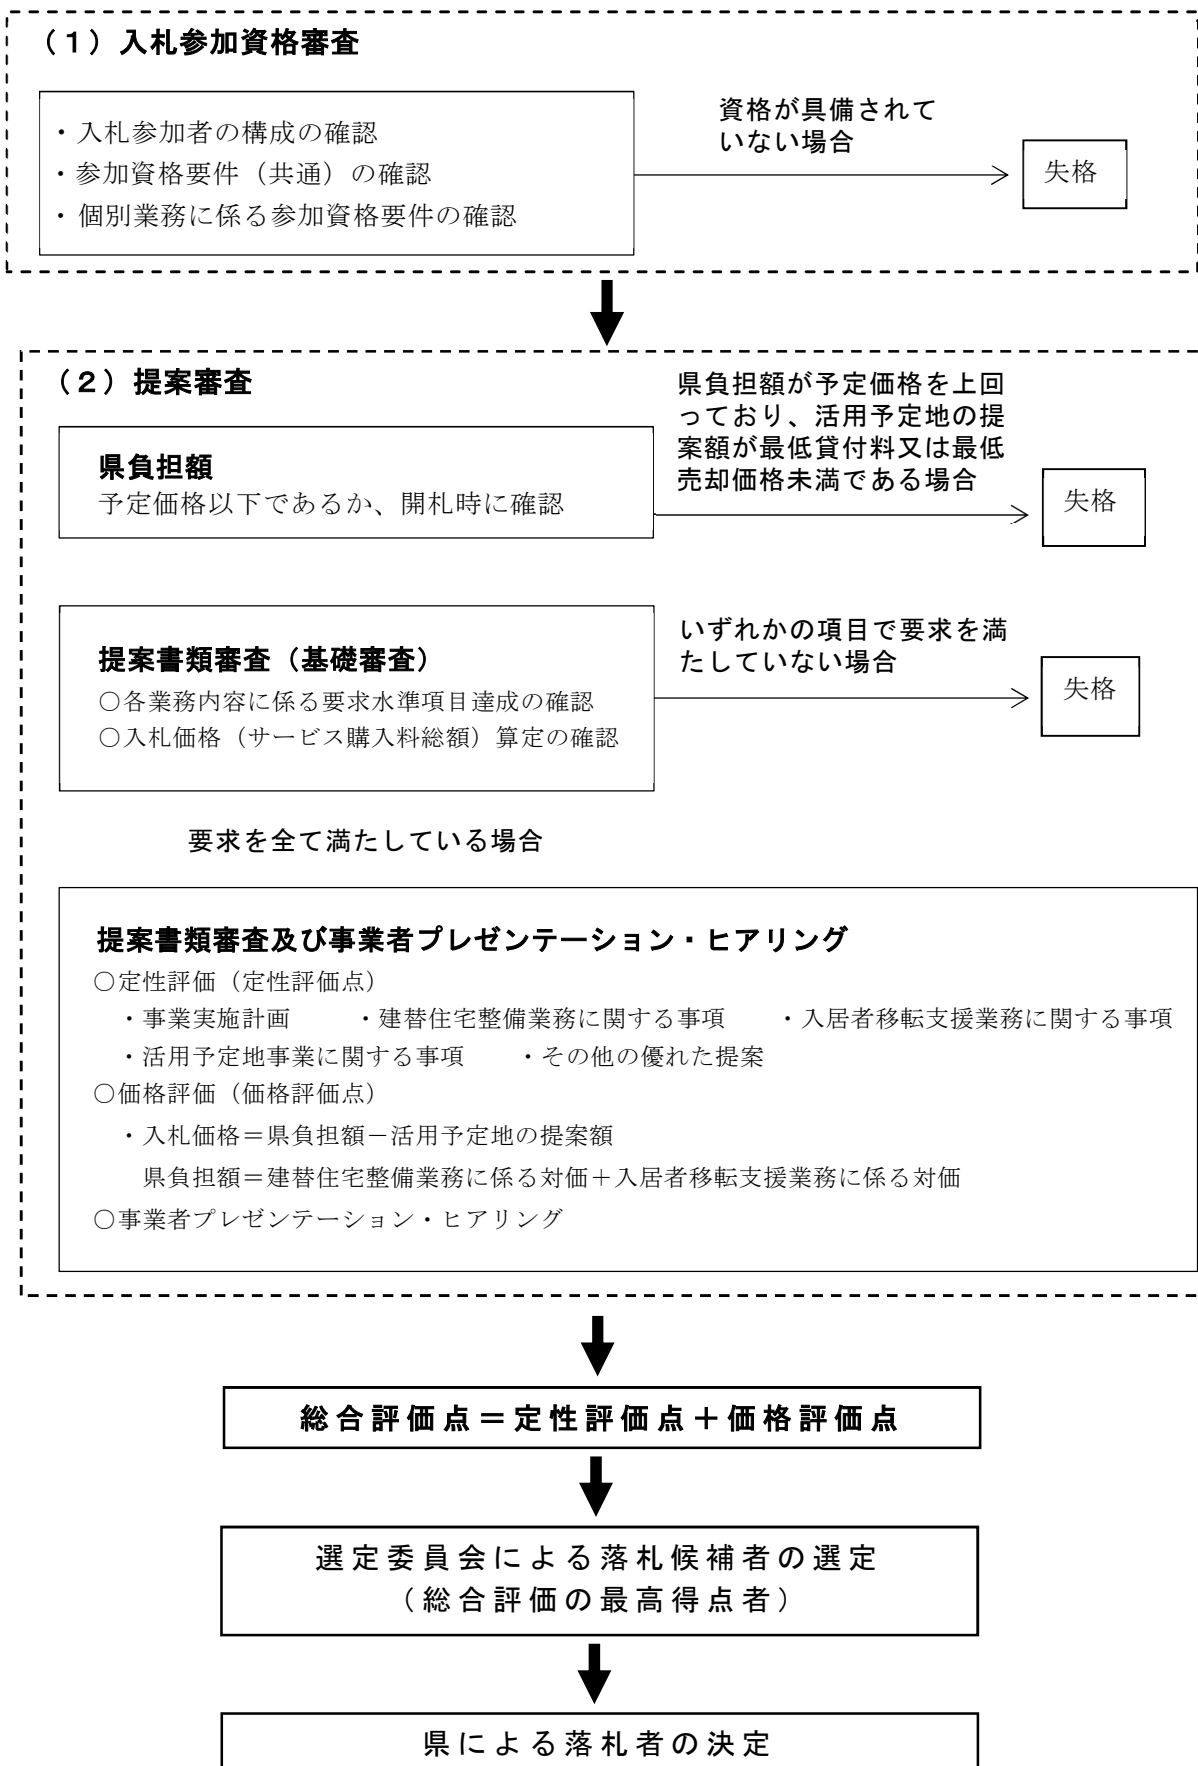 （１）入札参加資格審査
・入札参加者の構成の確認
・参加資格要件（共通）の確認
・個別業務に係る参加資格要件の確認
資格が具備されて
いない場合
失格
（２）提案審査
県負担額
予定価格以下であるか、開札時に確認
県負担額が予定価格を上回
っており、活用予定地の提
案額が最低貸付料又は最低
売却価格未満である場合
失格
提案書類審査（基礎審査）
○各業務内容に係る要求水準項目達成の確認
○入札価格（サービス購入料総額）算定の確認
いずれかの項目で要求を満
たしていない場合
失格
要求を全て満たしている場合
提案書類審査及び事業者プレゼンテーション・ヒアリング
○定性評価（定性評価点）
・事業実施計画　　・建替住宅整備業務に関する事項　　・入居者移転支援業務に関する事項
・活用予定地事業に関する事項　　・その他の優れた提案
○価格評価（価格評価点）
・入札価格＝県負担額－活用予定地の提案額
県負担額＝建替住宅整備業務に係る対価＋入居者移転支援業務に係る対価
○事業者プレゼンテーション・ヒアリング
総合評価点＝定性評価点＋価格評価点
選定委員会による落札候補者の選定
（総合評価の最高得点者）
県による落札者の決定